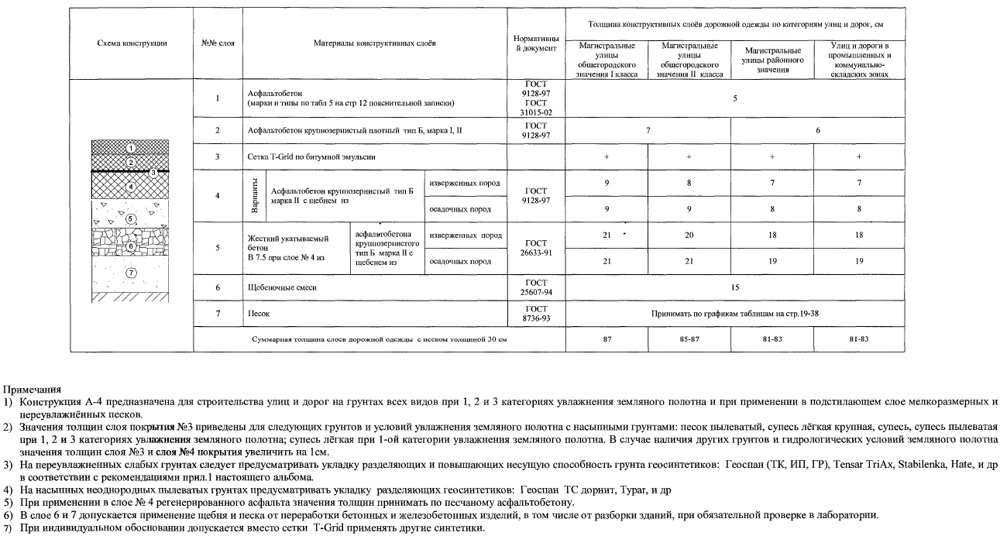 Схема конструкции
№№ слоя
Материалы конструктивных слоёв
Нормативны
й документ
Толщина конструктивных слоёв дорожной одежды по категориям улиц и дорог, см
Магистральные
улицы
общегородского
значения I класса
Магистральные
улицы
общегородского
значения II класса
Магистральные
улицы районного
значения
Улиц и дороги в
промышленных и
коммунально-
складских зонах
1
2
3
4
5
6
7
1
Асфальтобетон
(марки и типы по табл 5 на стр 12 пояснительной записки)
ГОСТ
9128-97
ГОСТ
31015-02
5
2
Асфальтобетон крупнозернистый плотный тип Б, марка I, II
ГОСТ
9128-97
7
6
3
Сетка T-Grid по битумной эмульсии
+
+
+
+
4
Варианты
Асфальтобетон крупнозернистый тип Б
марка II с щебнем из
изверженных пород
осадочных пород
ГОСТ
9128-97
9
8
7
7
9
9
8
8
5
Жесткий укатываемый
бетон
В 7.5 при слое № 4 из
асфальтобетона
крупнозернистого
тип Б марка II с
щебенем из
изверженных пород
осадочных пород
ГОСТ
26633-91
21
20
18
18
21
21
19
19
6
Щебеночные смеси
ГОСТ
25607-94
15
7
Песок
ГОСТ
8736-93
Принимать по графикам таблицам на стр.19-38
Суммарная толщина слоев дорожной одежды с песком толщиной 30 см
87
85-87
81-83
81-83
Примечания
1) Конструкция А-4 предназначена для строительства улиц и дорог на грунтах всех видов при 1, 2 и 3 категориях увлажнения земляного полотна и при применении в подстилающем слое мелкоразмерных и
переувлажнённых песков.
2) Значения толщин слоя покрытия №3 приведены для следующих грунтов и условий увлажнения земляного полотна с насыпными грунтами: песок пылеватый, супесь лёгкая крупная, супесь, супесь пылеватая
при 1, 2 и 3 категориях увлажнения земляного полотна; супесь лёгкая при 1-ой категории увлажнения земляного полотна. В случае наличия других грунтов и гидрологических условий земляного полотна
значения толщин слоя №3 и слоя №4 покрытия увеличить на 1см.
3) На переувлажненных слабых грунтах следует предусматривать укладку разделяющих и повышающих несущую способность грунта геосинтетиков: Геоспан (ТК, ИП, ГР), Tensar TriAx, Stabilenka, Hate, и др
в соответствии с рекомендациями прил.1 настоящего альбома.
4) На насыпных неоднородных пылеватых грунтах предусматривать укладку разделяющих геосинтетиков: Геоспан ТС дорнит, Typar, и др
5) При применении в слое № 4 регенерированного асфальта значения толщин принимать по песчаному асфальтобетону.
6) В слое 6 и 7 допускается применение щебня и песка от переработки бетонных и железобетонных изделий, в том числе от разборки зданий, при обязательной проверке в лаборатории.
7) При индивидуальном обосновании допускается вместо сетки T-Grid применять другие синтетики.